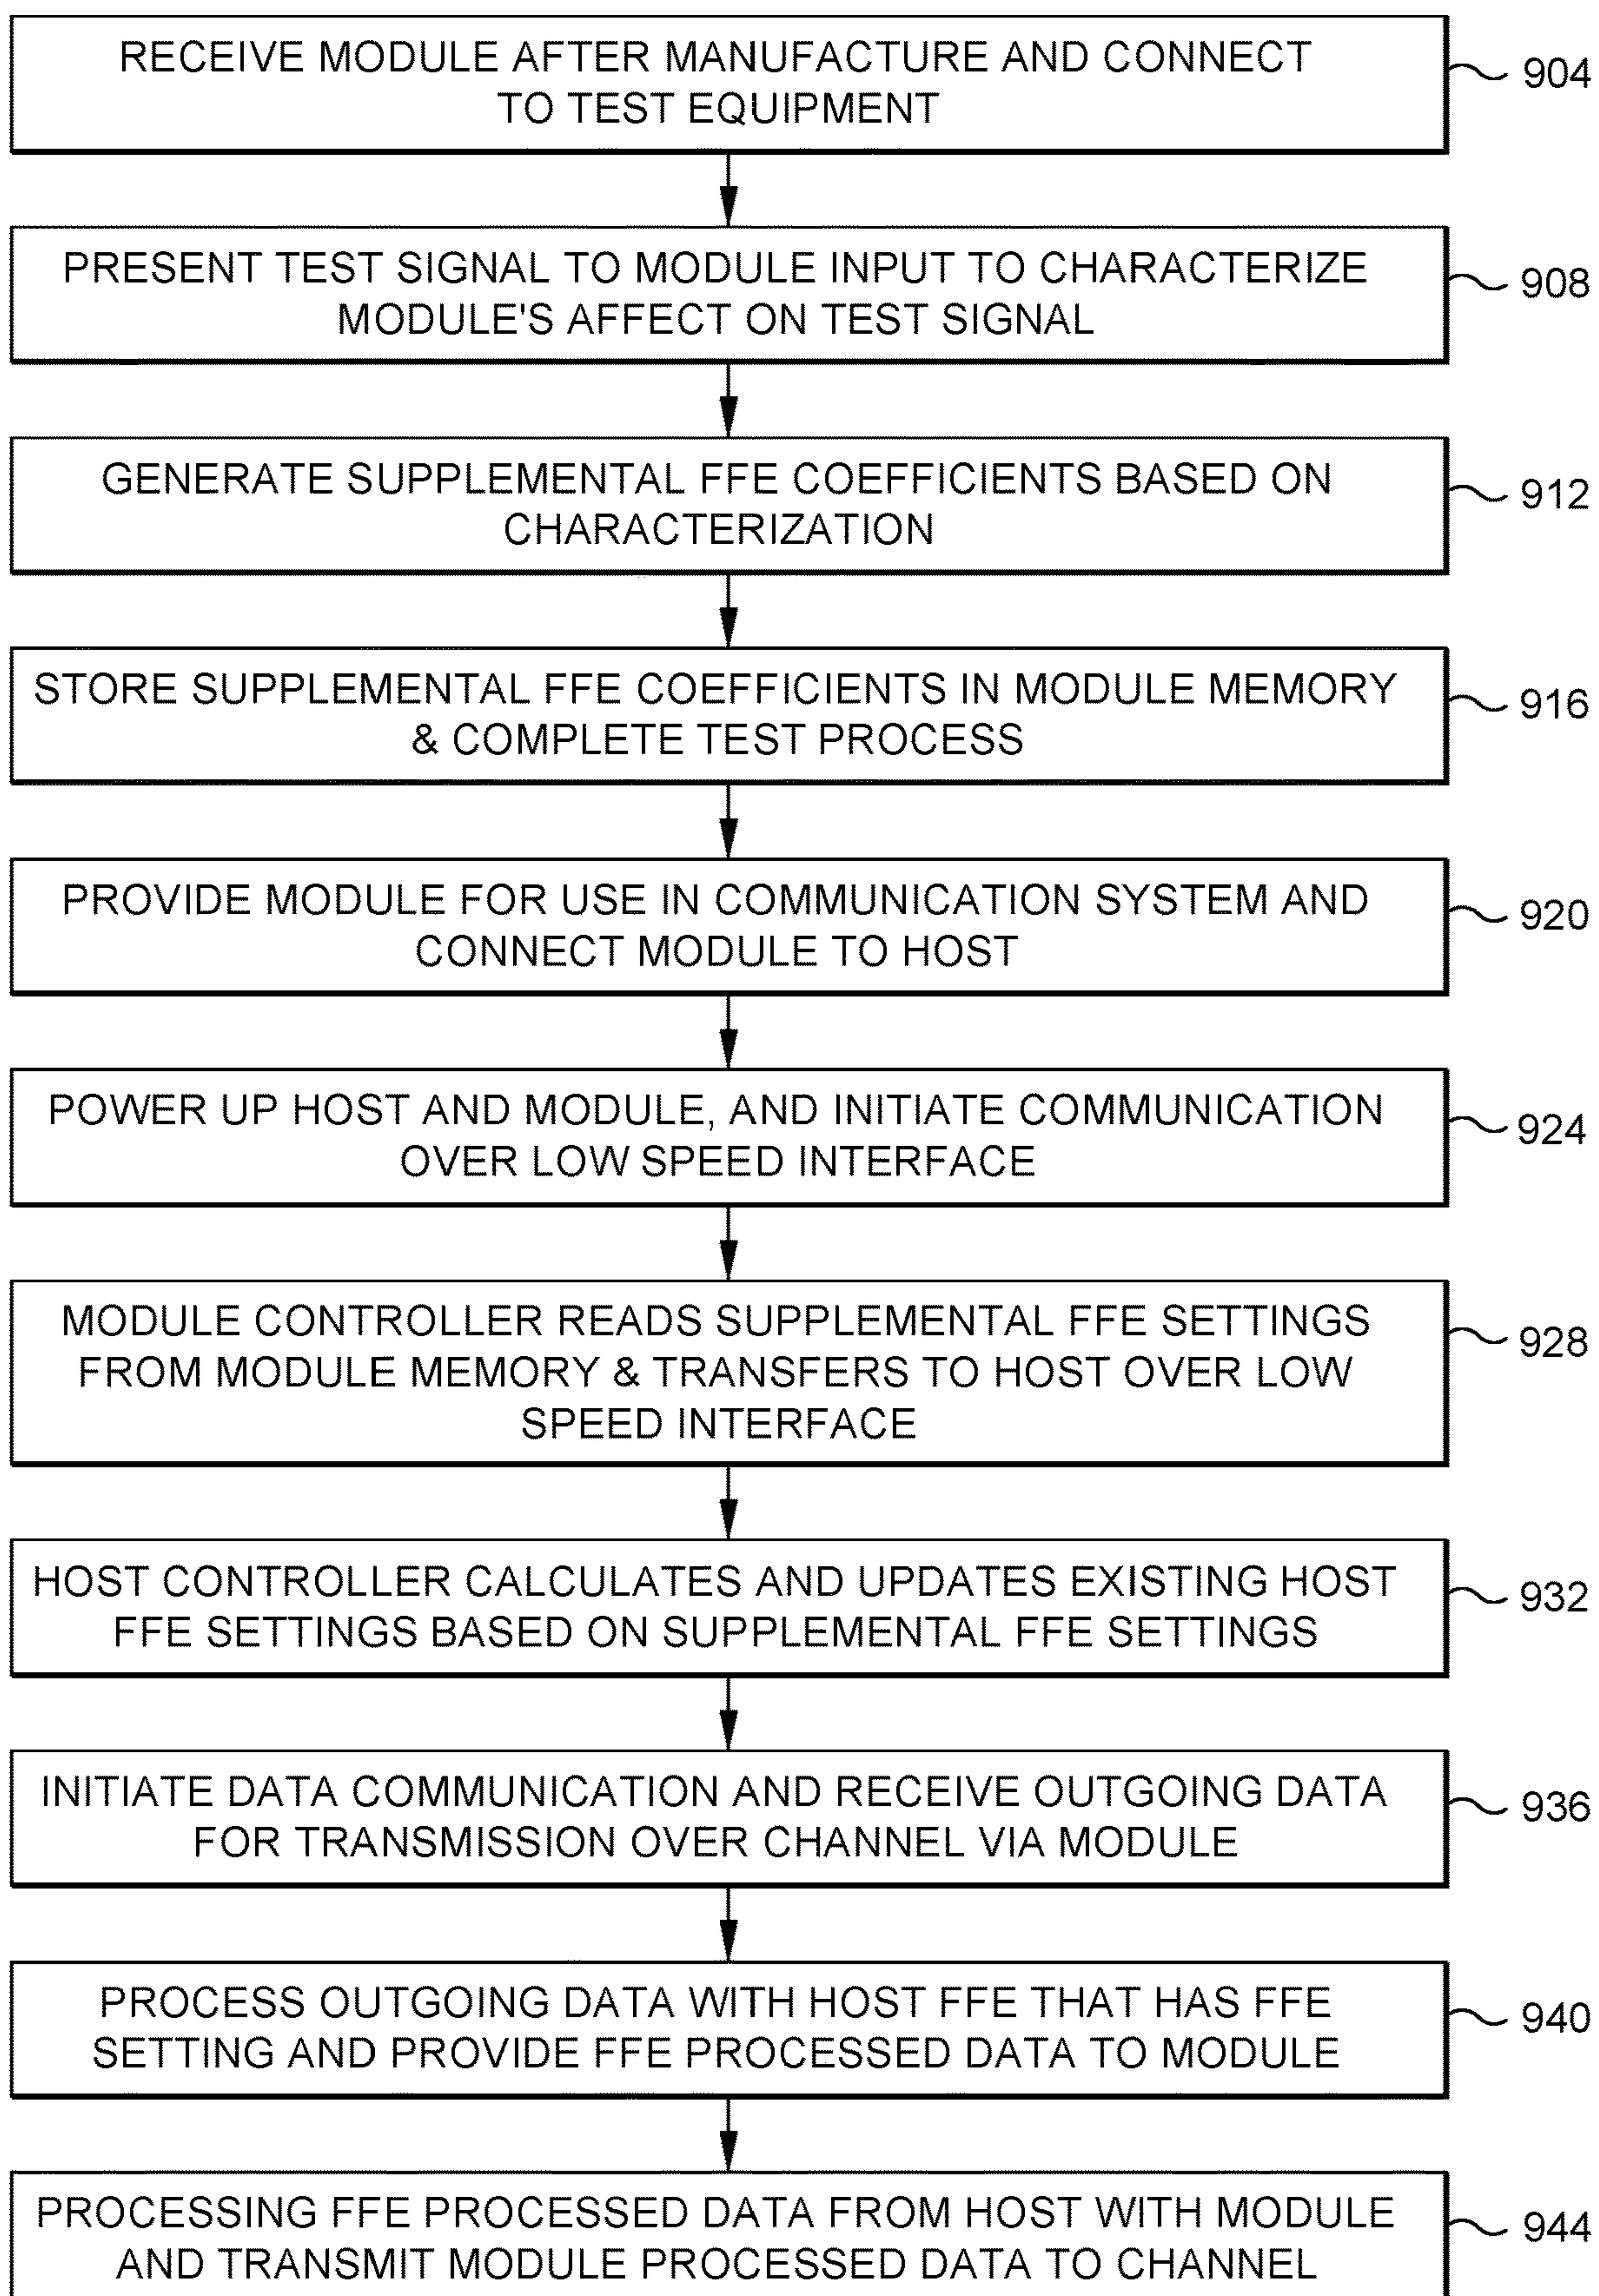 RECEIVE MODULE AFTER MANUFACTURE AND CONNECT
TO TEST EQUIPMENT
904
PRESENT TEST SIGNAL TO MODULE INPUT TO CHARACTERIZE
MODULE'S AFFECT ON TEST SIGNAL
908
GENERATE SUPPLEMENTAL FFE COEFFICIENTS BASED ON
CHARACTERIZATION
912
STORE SUPPLEMENTAL FFE COEFFICIENTS IN MODULE MEMORY
& COMPLETE TEST PROCESS
916
PROVIDE MODULE FOR USE IN COMMUNICATION SYSTEM AND
CONNECT MODULE TO HOST
920
POWER UP HOST AND MODULE, AND INITIATE COMMUNICATION
OVER LOW SPEED INTERFACE
924
MODULE CONTROLLER READS SUPPLEMENTAL FFE SETTINGS
FROM MODULE MEMORY & TRANSFERS TO HOST OVER LOW
SPEED INTERFACE
928
HOST CONTROLLER CALCULATES AND UPDATES EXISTING HOST
FFE SETTINGS BASED ON SUPPLEMENTAL FFE SETTINGS
932
INITIATE DATA COMMUNICATION AND RECEIVE OUTGOING DATA
FOR TRANSMISSION OVER CHANNEL VIA MODULE
936
PROCESS OUTGOING DATA WITH HOST FFE THAT HAS FFE
SETTING AND PROVIDE FFE PROCESSED DATA TO MODULE
940
PROCESSING FFE PROCESSED DATA FROM HOST WITH MODULE
AND TRANSMIT MODULE PROCESSED DATA TO CHANNEL
944